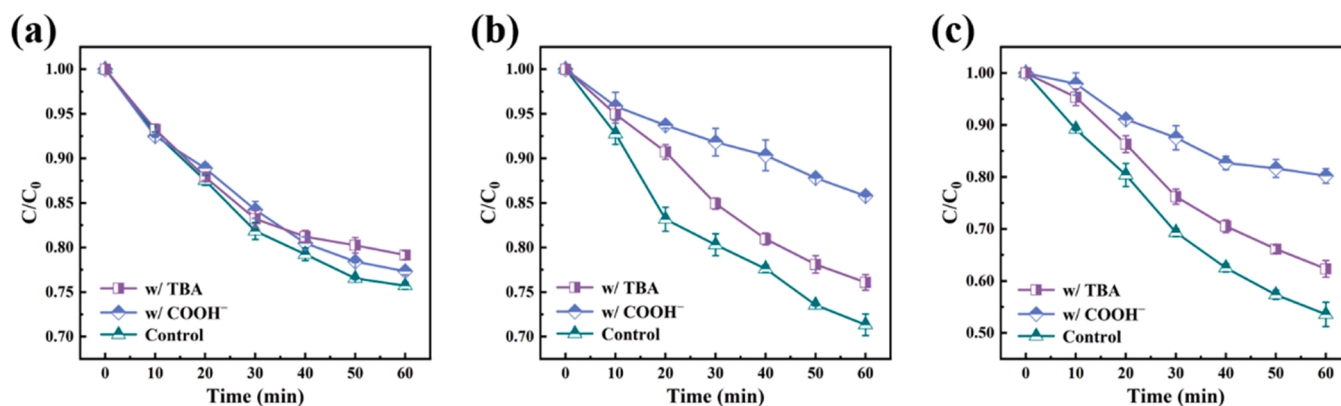 (a)
C/C₀
1.00
0.95
0.90
0.85
0.80
0.75
0.70
w/ TBA
w/ COOH⁻
Control
0 10 20 30 40 50 60
Time (min)
(b)
C/C₀
1.00
0.95
0.90
0.85
0.80
0.75
0.70
w/ TBA
w/ COOH⁻
Control
0 10 20 30 40 50 60
Time (min)
(c)
C/C₀
1.00
0.90
0.80
0.70
0.60
0.50
w/ TBA
w/ COOH⁻
Control
0 10 20 30 40 50 60
Time (min)